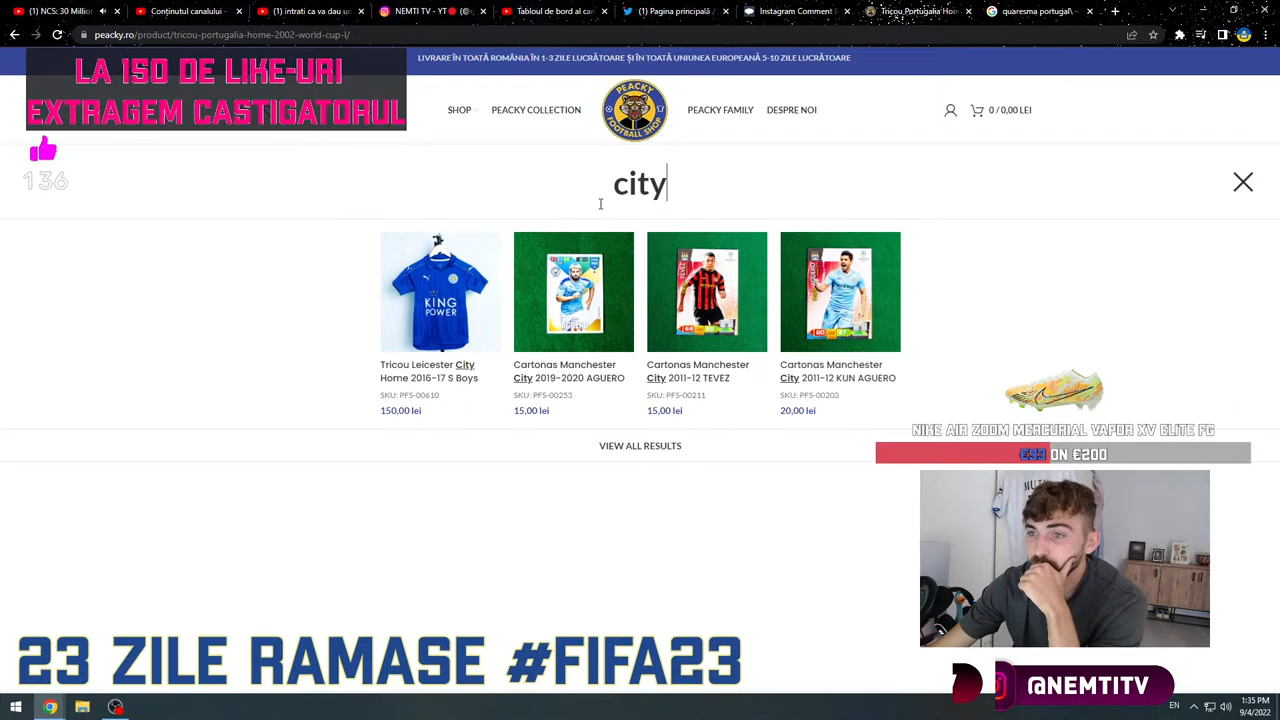 (1) NCS: 30 Million
Conținutul canalului -
(1) intrati ca va dau un
NEMTI TV - YT
Tabloul de bord al can
(1) Pagina principală
Instagram Comment
Tricou Portugalia Hom
quaresma portugal
peacky.ro/product/tricou-portugalia-home-2002-world-cup-l/
LIVRARE ÎN TOATĂ ROMÂNIA ÎN 1-3 ZILE LUCRĂTOARE ȘI ÎN TOATĂ UNIUNEA EUROPEANĂ 5-10 ZILE LUCRĂTOARE
LA 150 DE LIKE-URI
EXTRAGEM CASTIGATORUL
136
SHOP
PEACKY COLLECTION
PEACKY
FOOTBALL SHOP
PEACKY FAMILY
DESPRE NOI
0 / 0,00 LEI
city
KING
POWER
TEVEZ
84
AGUERO
Tricou Leicester City
Home 2016-17 S Boys
SKU: PFS-00610
150,00 lei
Cartonas Manchester
City 2019-2020 AGUERO
SKU: PFS-00253
15,00 lei
Cartonas Manchester
City 2011-12 TEVEZ
SKU: PFS-00211
15,00 lei
Cartonas Manchester
City 2011-12 KUN AGUERO
SKU: PFS-00203
20,00 lei
VIEW ALL RESULTS
NIKE AIR ZOOM MERCURIAL VAPOR XV ELITE FG
€93 ON €200
23 ZILE RAMASE #FIFA23
@NEMTITV
EN
1:35 PM
9/4/2022